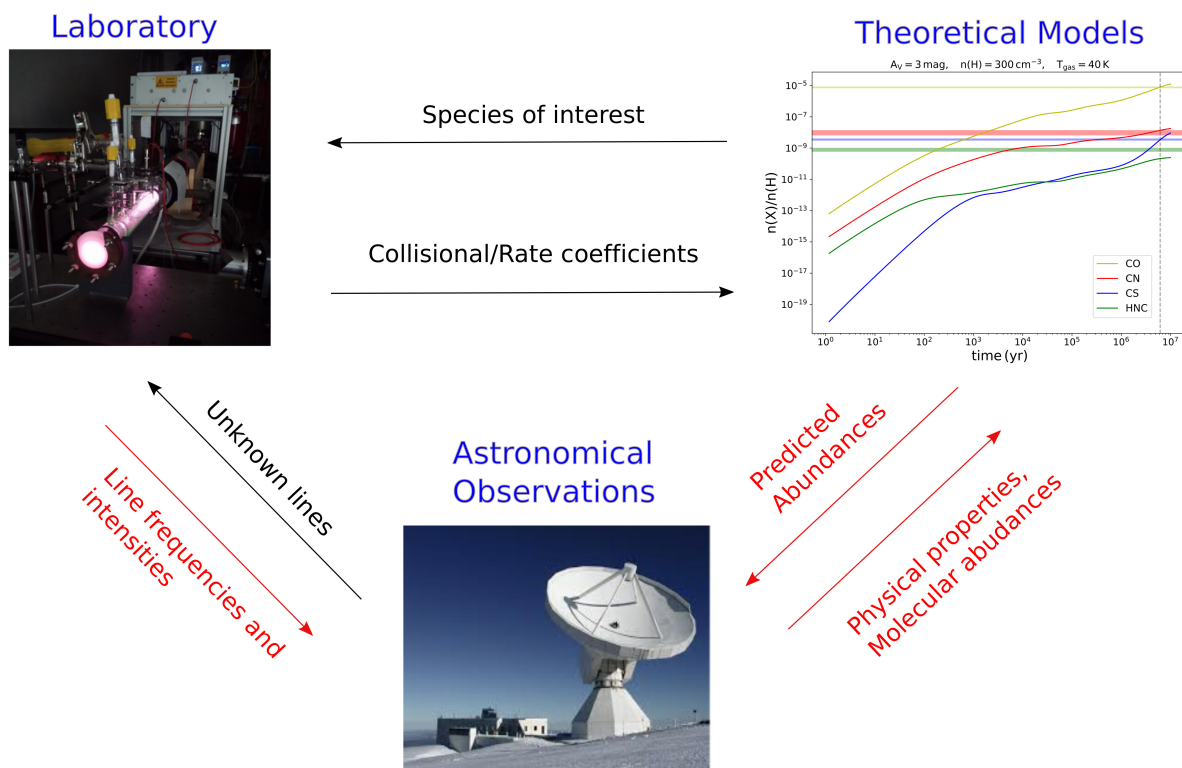 Laboratory
Theoretical Models
A_V = 3 mag, n(H) = 300 cm⁻³, T_gas = 40 K
Species of interest
Collisional/Rate coefficients
n(X)/n(H)
10⁻⁵
10⁻⁷
10⁻⁹
10⁻¹¹
10⁻¹³
10⁻¹⁵
10⁻¹⁷
10⁻¹⁹
CO
CN
CS
HNC
10⁰ 10¹ 10² 10³ 10⁴ 10⁵ 10⁶ 10⁷
time (yr)
Unknown lines
Line frequencies and
intensities
Astronomical
Observations
Predicted
Abundances
Physical properties,
Molecular abudances